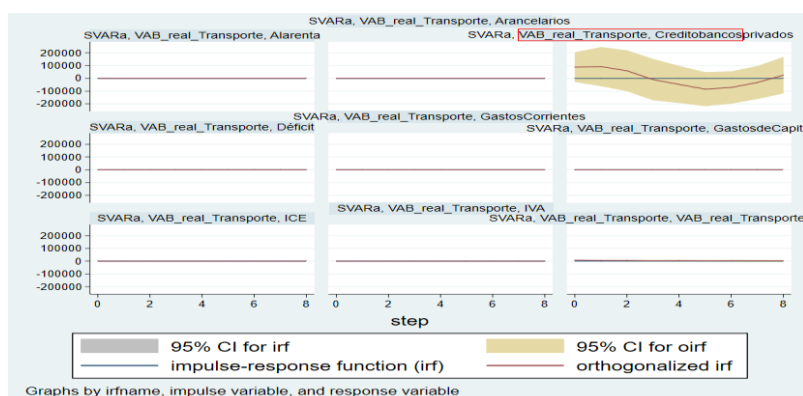 SVARa, VAB_real_Transporte, Arancelarios
SVARa, VAB_real_Transporte, Alarenta
SVARa, VAB_real_Transporte, Creditobancosprivados
200000
100000
0
-100000
-200000
SVARa, VAB_real_Transporte, GastosCorrientes
SVARa, VAB_real_Transporte, Déficit
SVARa, VAB_real_Transporte, GastosdeCapit
200000
100000
0
-100000
-200000
SVARa, VAB_real_Transporte, IVA
SVARa, VAB_real_Transporte, ICE
SVARa, VAB_real_Transporte, VAB_real_Transporte
200000
100000
0
-100000
-200000
0 2 4 6 8 0 2 4 6 8 0 2 4 6 8
step
95% CI for irf
95% CI for oirf
impulse-response function (irf)
orthogonalized irf
Graphs by irfname, impulse variable, and response variable